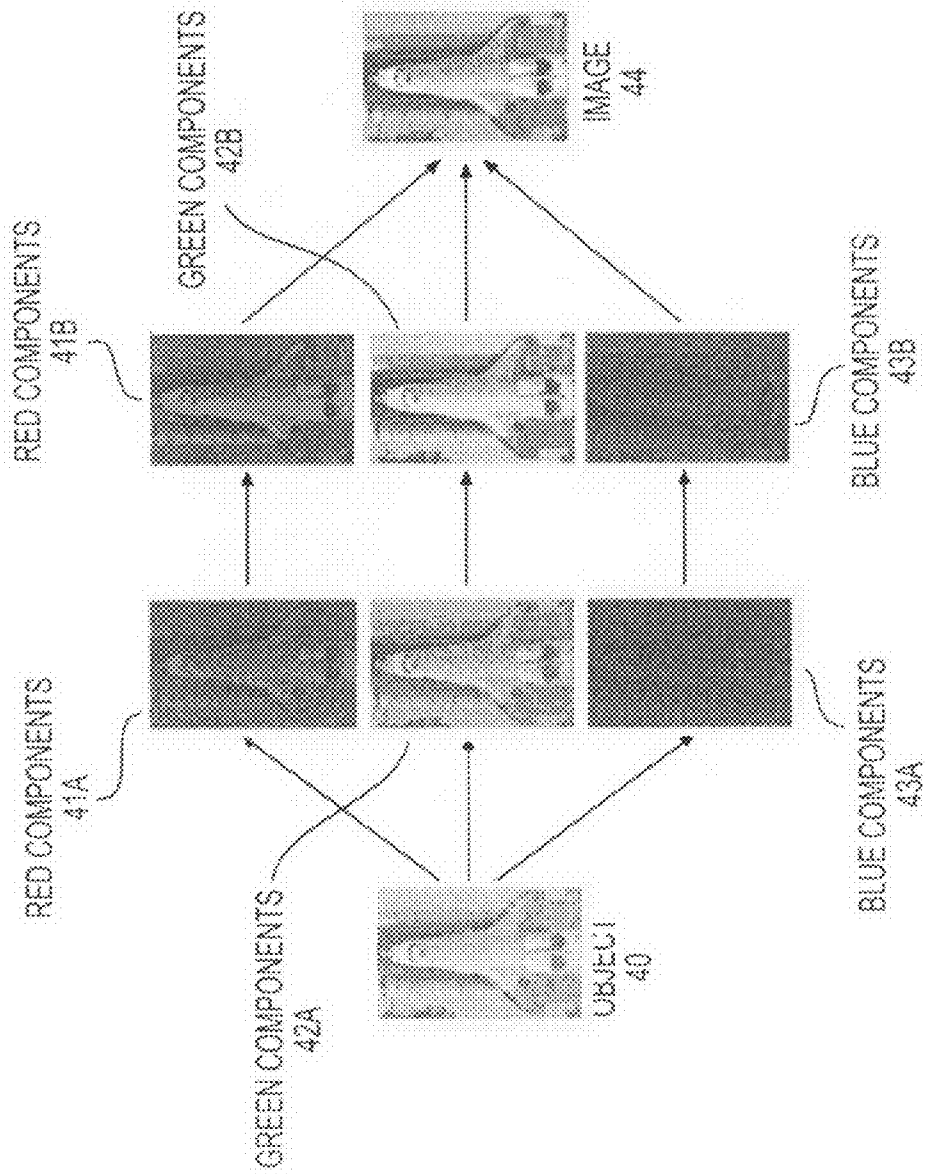 RED COMPONENTS
41A
GREEN COMPONENTS
42A
OBJECT
40
BLUE COMPONENTS
43A
RED COMPONENTS
41B
GREEN COMPONENTS
42B
BLUE COMPONENTS
43B
IMAGE
44